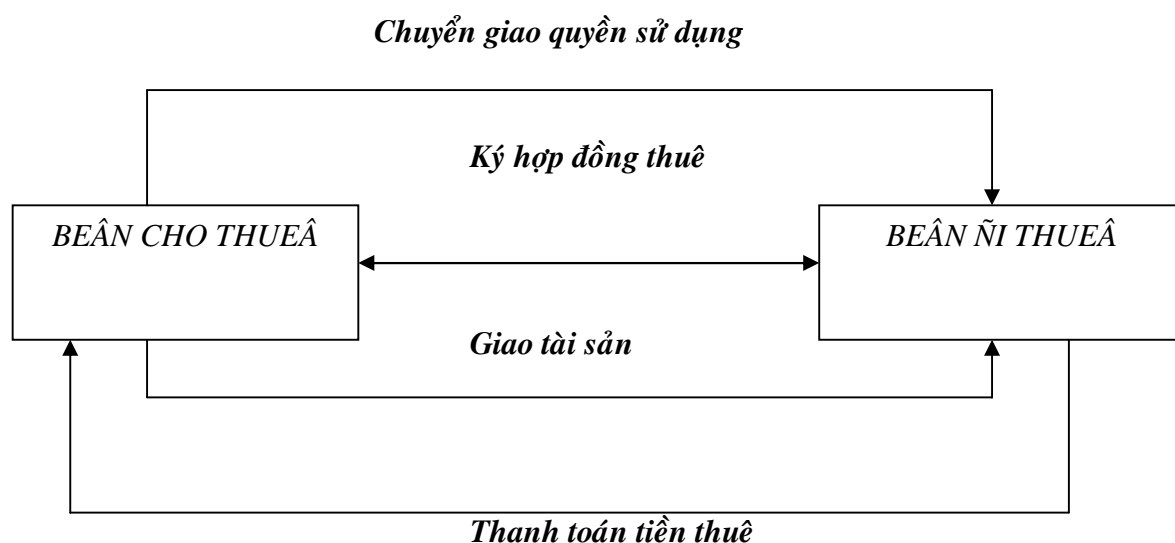 Chuyển giao quyền sử dụng
Ký hợp đồng thuê
BEÂN CHO THUEÂ
BEÂN ÑI THUEÂ
Giao tài sản
Thanh toán tiền thuê